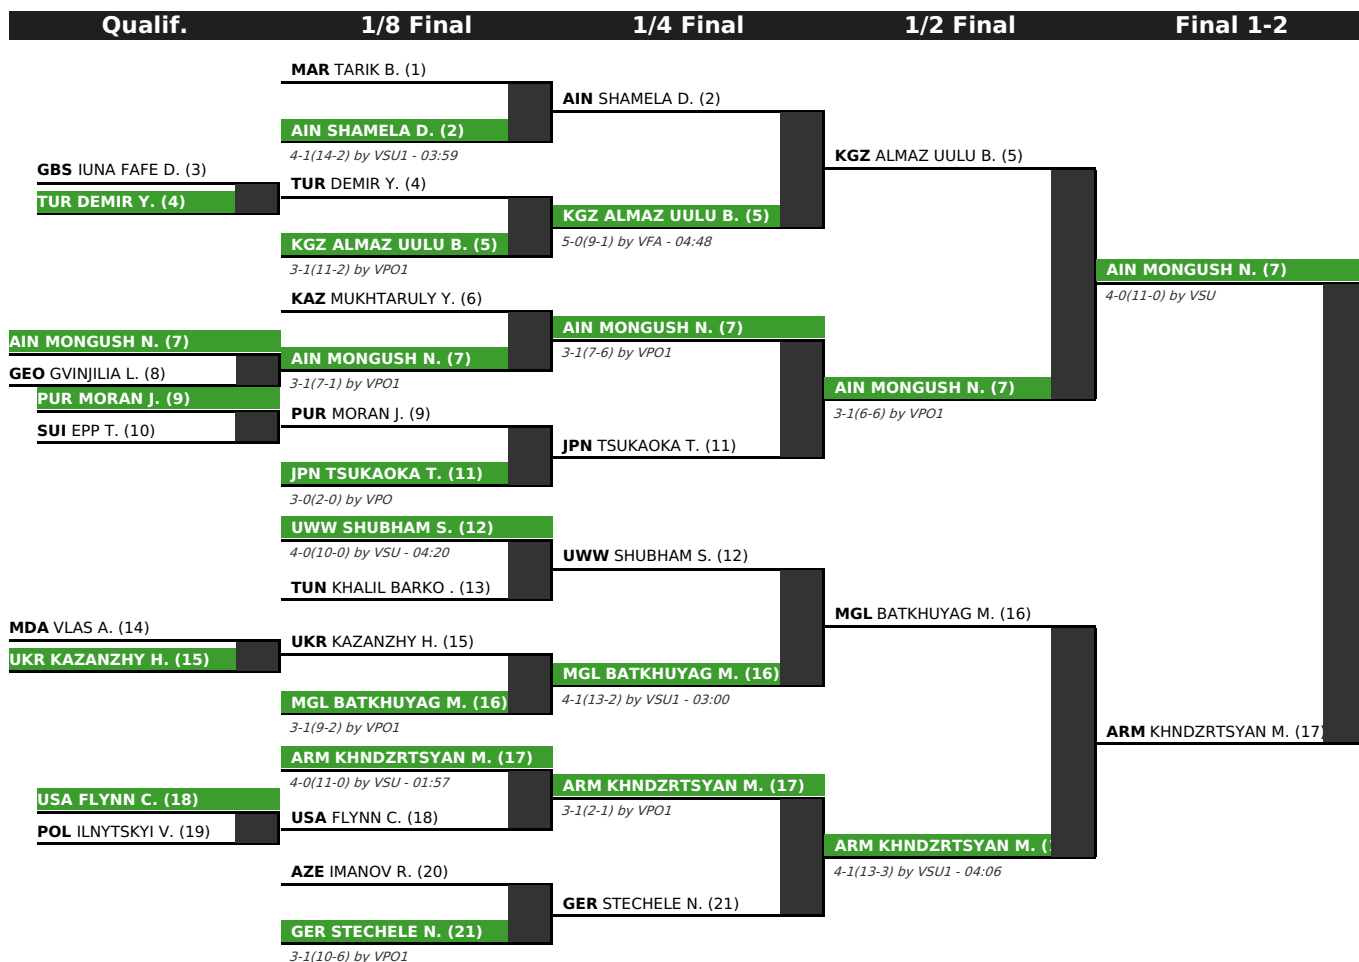 Qualif.
1/8 Final
1/4 Final
1/2 Final
Final 1-2
GBS IUNA FAFE D. (3)
TUR DEMIR Y. (4)
AIN MONGUSH N. (7)
GEO GVINJILIA L. (8)
PUR MORAN J. (9)
SUI EPP T. (10)
MDA VLAS A. (14)
UKR KAZANZHY H. (15)
USA FLYNN C. (18)
POL ILNYTSKYI V. (19)
MAR TARIK B. (1)
AIN SHAMELA D. (2)
4-1(14-2) by VSU1 - 03:59
TUR DEMIR Y. (4)
KGZ ALMAZ UULU B. (5)
3-1(11-2) by VPO1
KAZ MUKHTARULY Y. (6)
AIN MONGUSH N. (7)
3-1(7-1) by VPO1
PUR MORAN J. (9)
JPN TSUKAOKA T. (11)
3-0(2-0) by VPO
UWW SHUBHAM S. (12)
4-0(10-0) by VSU - 04:20
TUN KHALIL BARKO . (13)
UKR KAZANZHY H. (15)
MGL BATKHUYAG M. (16)
3-1(9-2) by VPO1
ARM KHNDZRTSYAN M. (17)
4-0(11-0) by VSU - 01:57
USA FLYNN C. (18)
AZE IMANOV R. (20)
GER STECHELE N. (21)
3-1(10-6) by VPO1
AIN SHAMELA D. (2)
KGZ ALMAZ UULU B. (5)
5-0(9-1) by VFA - 04:48
AIN MONGUSH N. (7)
3-1(7-6) by VPO1
JPN TSUKAOKA T. (11)
UWW SHUBHAM S. (12)
MGL BATKHUYAG M. (16)
4-1(13-2) by VSU1 - 03:00
ARM KHNDZRTSYAN M. (17)
3-1(2-1) by VPO1
GER STECHELE N. (21)
KGZ ALMAZ UULU B. (5)
AIN MONGUSH N. (7)
3-1(6-6) by VPO1
MGL BATKHUYAG M. (16)
ARM KHNDZRTSYAN M.
4-1(13-3) by VSU1 - 04:06
AIN MONGUSH N. (7)
4-0(11-0) by VSU
ARM KHNDZRTSYAN M. (17)